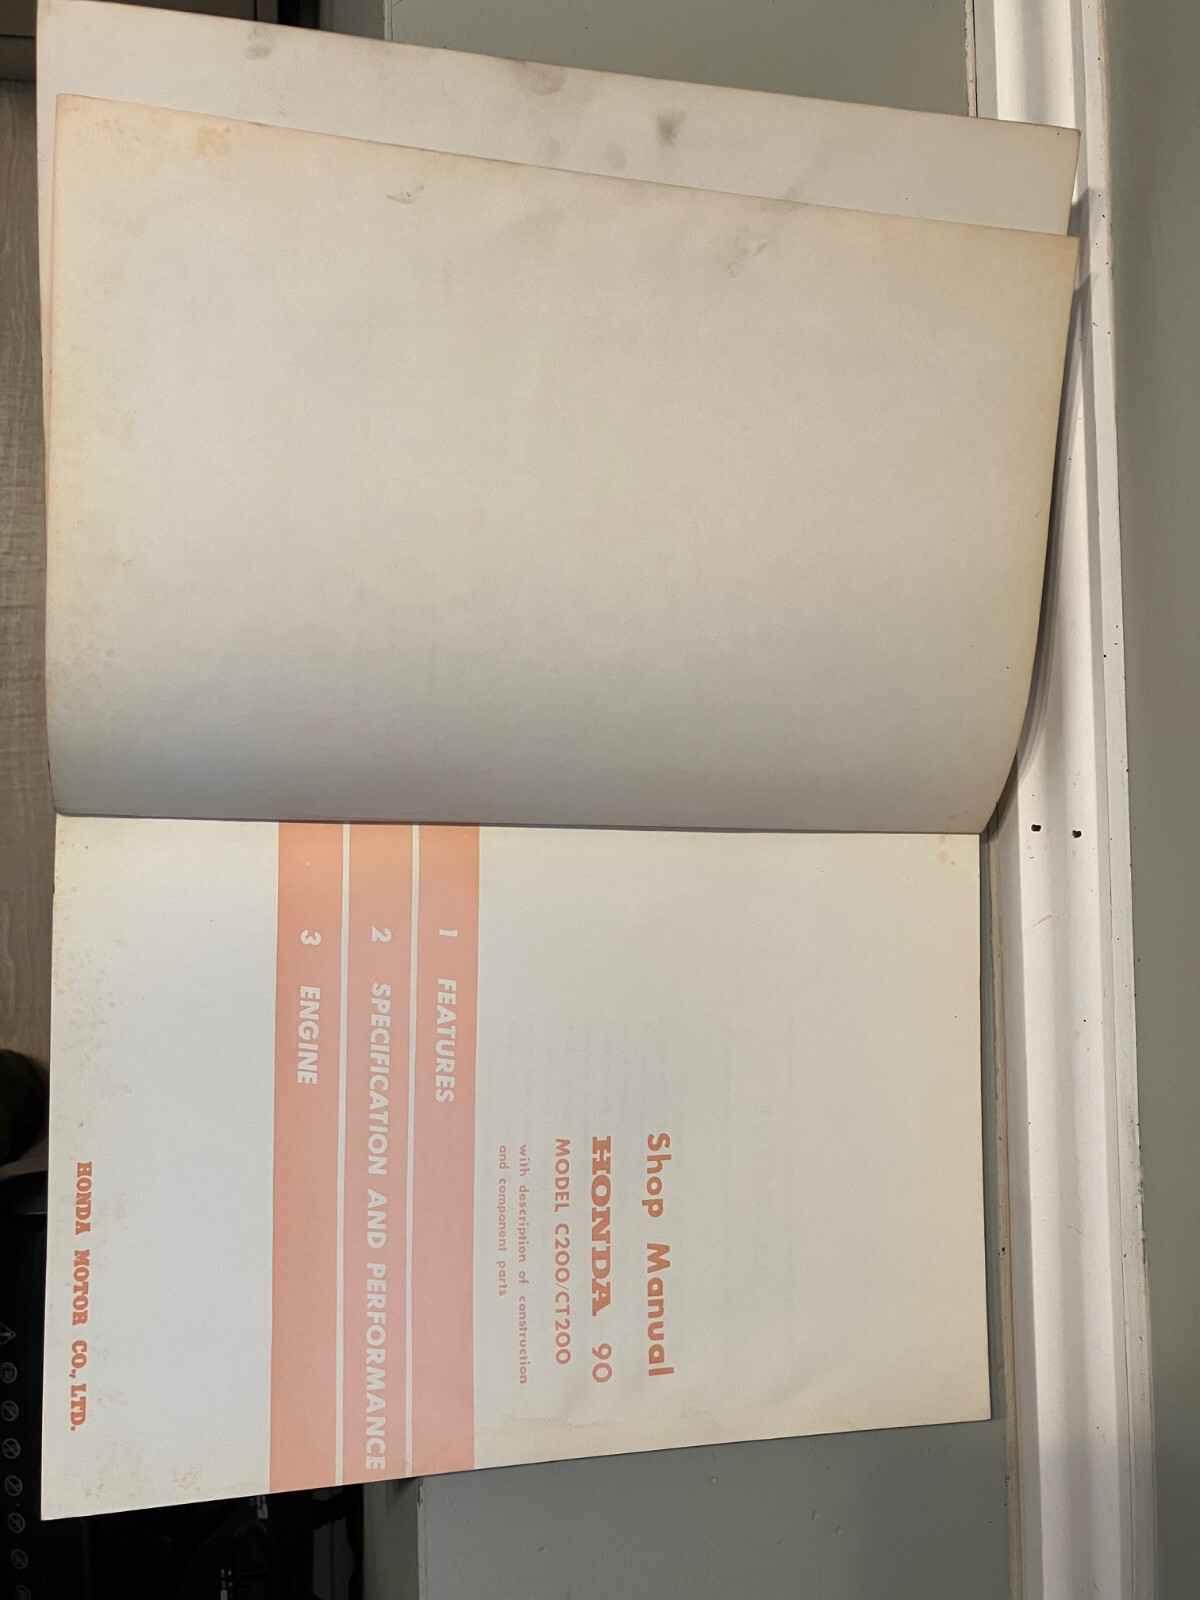 Shop Manual
HONDA 90
MODEL C200/CT200
with description of construction
and component parts
1 FEATURES
2 SPECIFICATION AND PERFORMANCE
3 ENGINE
HONDA MOTOR CO., LTD.